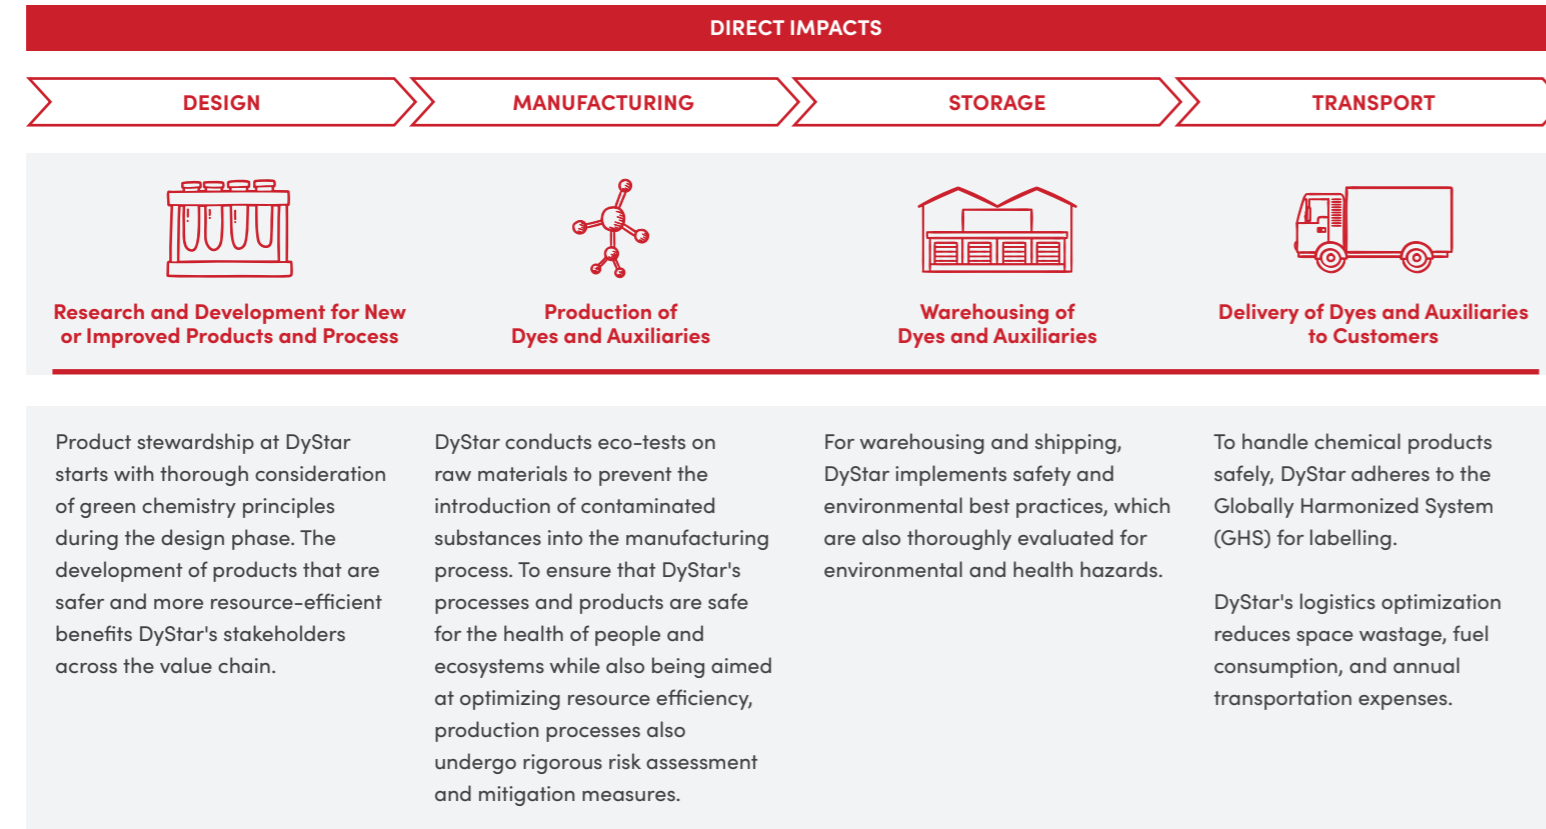 DIRECT IMPACTS
DESIGN
MANUFACTURING
STORAGE
TRANSPORT
Research and Development for New
or Improved Products and Process
Production of
Dyes and Auxiliaries
Warehousing of
Dyes and Auxiliaries
Delivery of Dyes and Auxiliaries
to Customers
Product stewardship at DyStar
starts with thorough consideration
of green chemistry principles
during the design phase. The
development of products that are
safer and more resource-efficient
benefits DyStar's stakeholders
across the value chain.
DyStar conducts eco-tests on
raw materials to prevent the
introduction of contaminated
substances into the manufacturing
process. To ensure that DyStar's
processes and products are safe
for the health of people and
ecosystems while also being aimed
at optimizing resource efficiency,
production processes also
undergo rigorous risk assessment
and mitigation measures.
For warehousing and shipping,
DyStar implements safety and
environmental best practices, which
are also thoroughly evaluated for
environmental and health hazards.
To handle chemical products
safely, DyStar adheres to the
Globally Harmonized System
(GHS) for labelling.
DyStar's logistics optimization
reduces space wastage, fuel
consumption, and annual
transportation expenses.